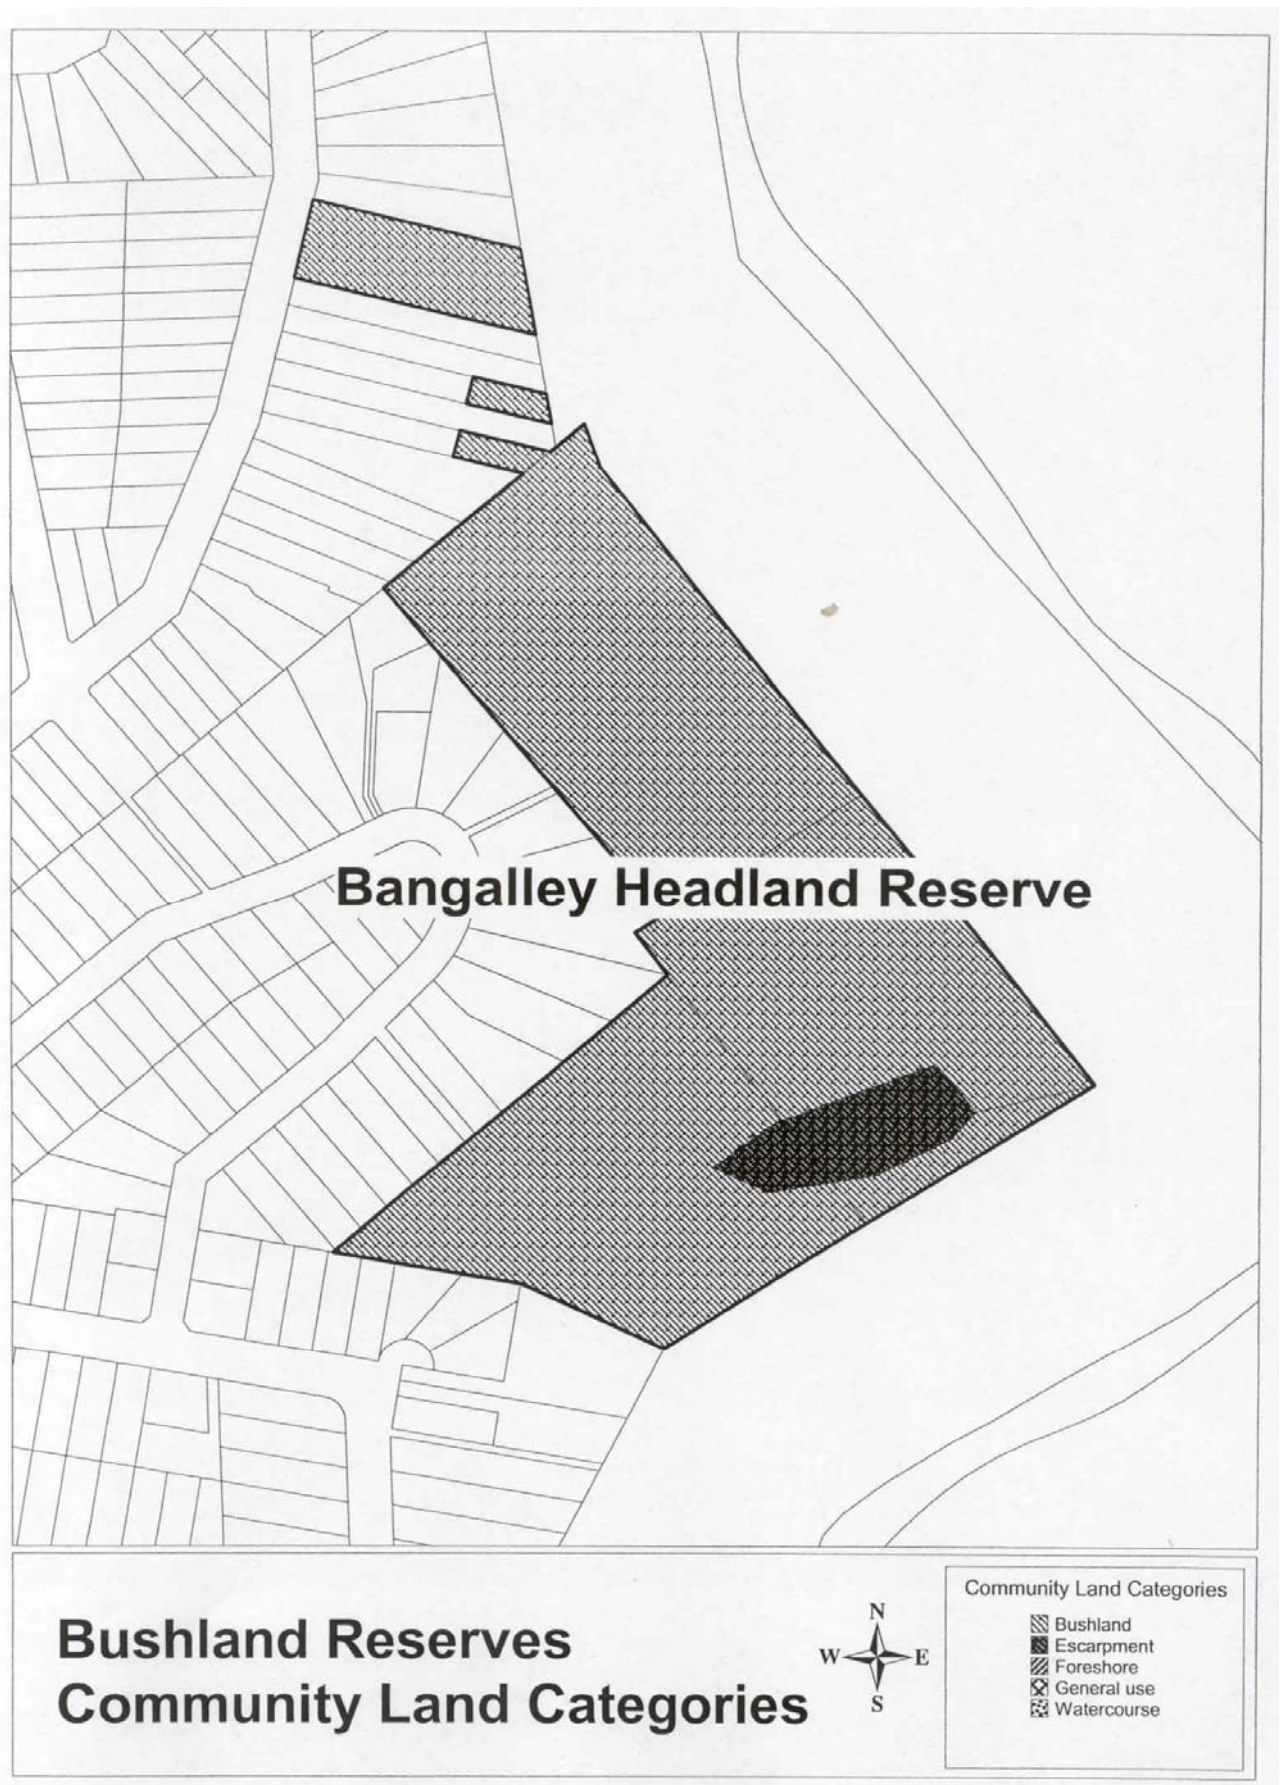 Bangalley Headland Reserve
Bushland Reserves
Community Land Categories
N
W E
S
Community Land Categories
Bushland
Escarpment
Foreshore
General use
Watercourse